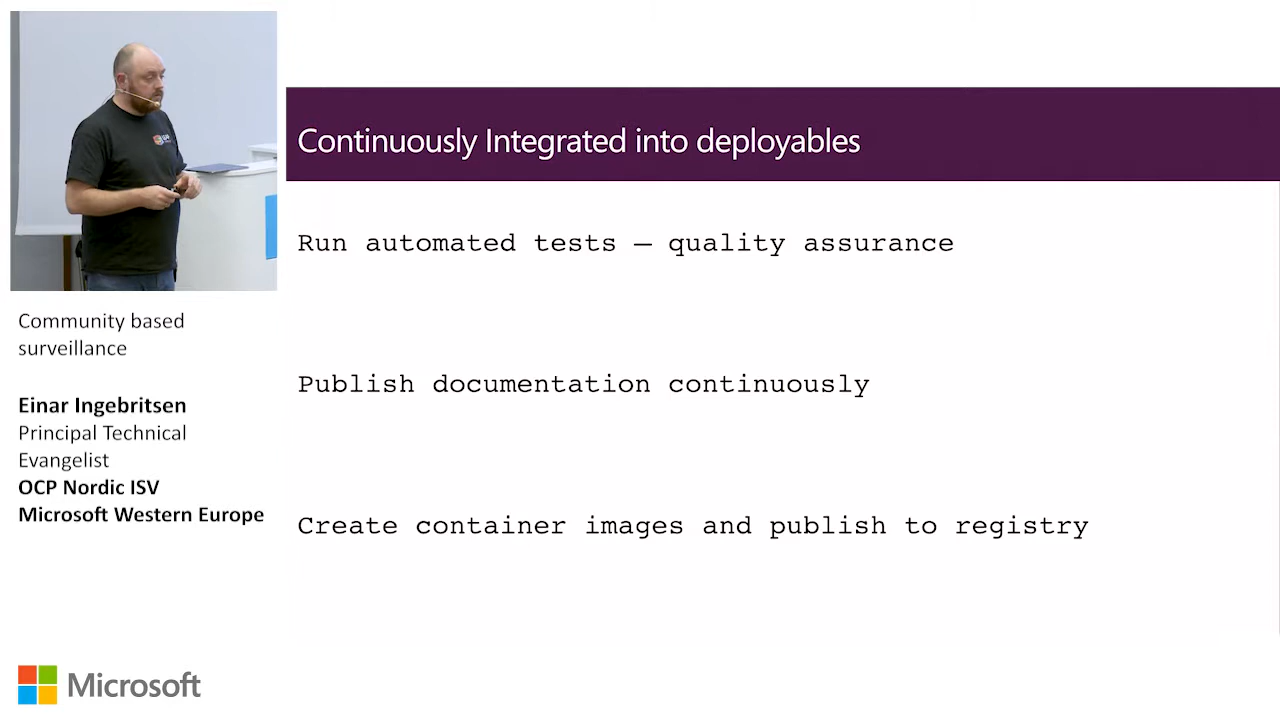 Continuously Integrated into deployables
Run automated tests – quality assurance
Publish documentation continuously
Create container images and publish to registry
Community based
surveillance
Einar Ingebritsen
Principal Technical
Evangelist
OCP Nordic ISV
Microsoft Western Europe
Microsoft